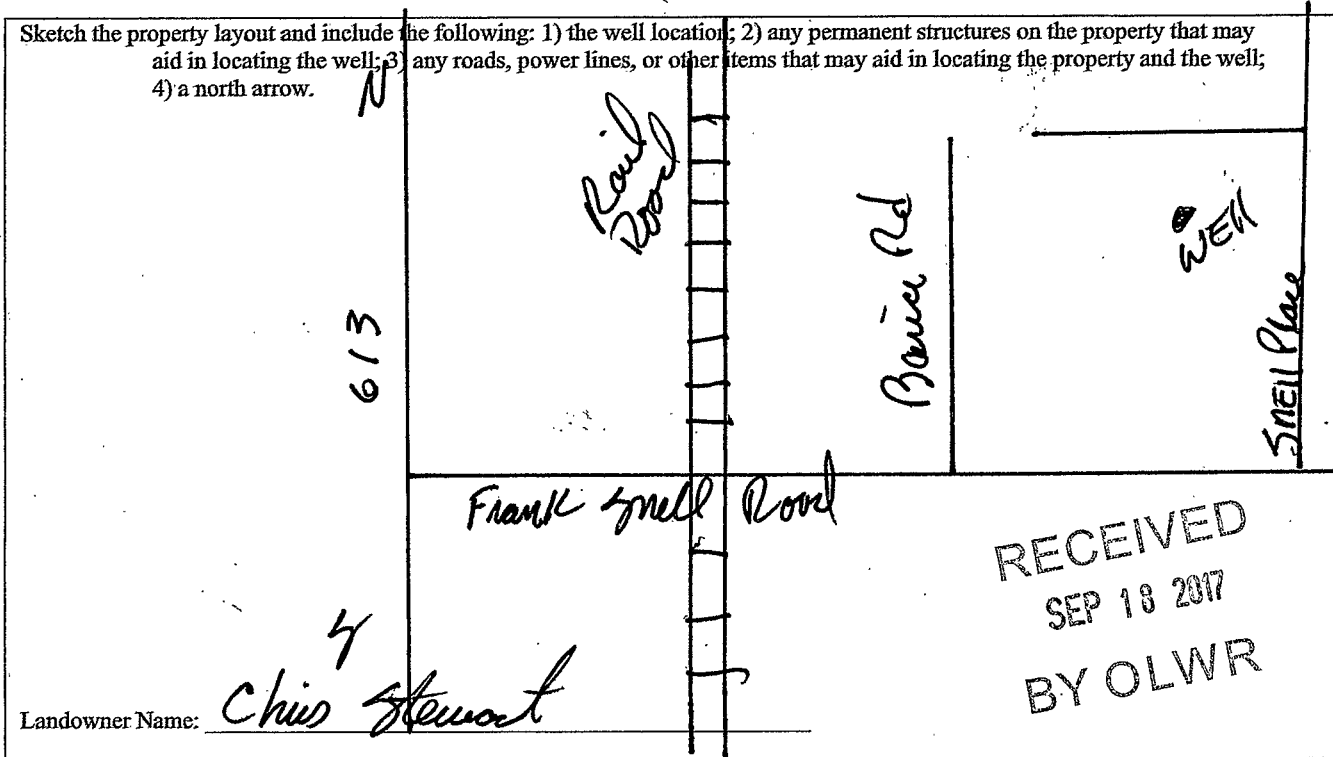 Sketch the property layout and include the following: 1) the well location; 2) any permanent structures on the property that may
aid in locating the well; 3) any roads, power lines, or other items that may aid in locating the property and the well;
4) a north arrow.
N
Rail
Road
613
Rd
WEll
SNEll Place
Frank Snell Road
RECEIVED
SEP 18 2017
BY OLWR
S
Landowner Name: Chris Stewart